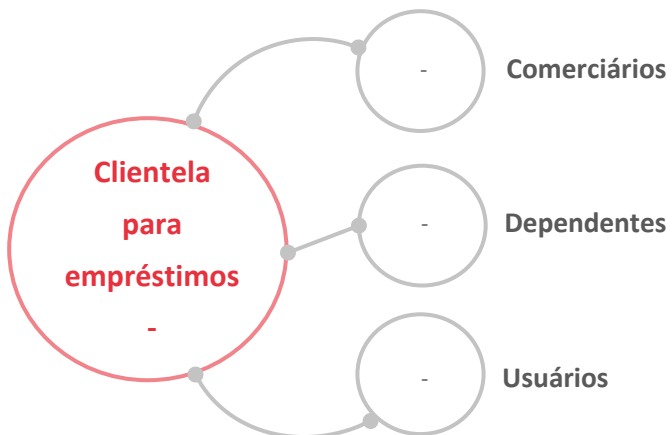 Clientela
para
empréstimos
-
- Comerciários
- Dependentes
- Usuários